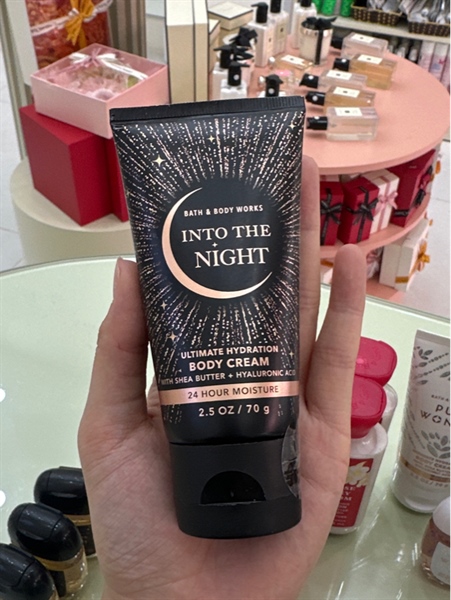 BATH & BODY WORKS
INTO THE
NIGHT
ULTIMATE HYDRATION
BODY CREAM
WITH SHEA BUTTER + HYALURONIC ACID
24 HOUR MOISTURE
2.5 OZ / 70 g